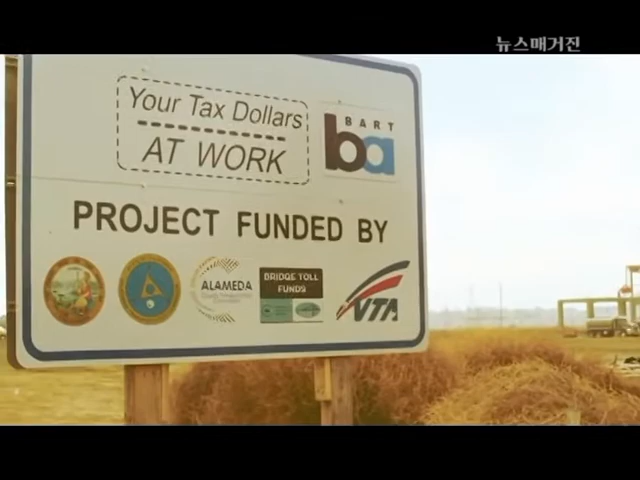 뉴스매거진
Your Tax Dollars
AT WORK
BART
ba
PROJECT FUNDED BY
ALAMEDA
BRIDGE TOLL
FUNDS
VTA